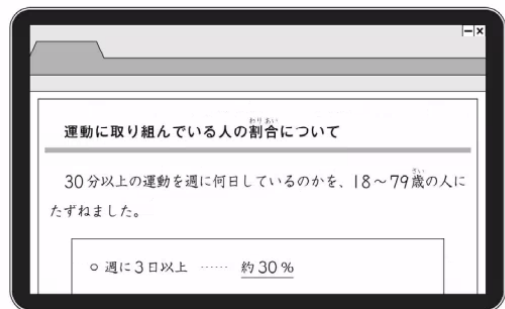 運動に取り組んでいる人の割合について
30分以上の運動を週に何日しているのかを、18〜79歳の人に
たずねました。
○ 週に3日以上 …… 約30%